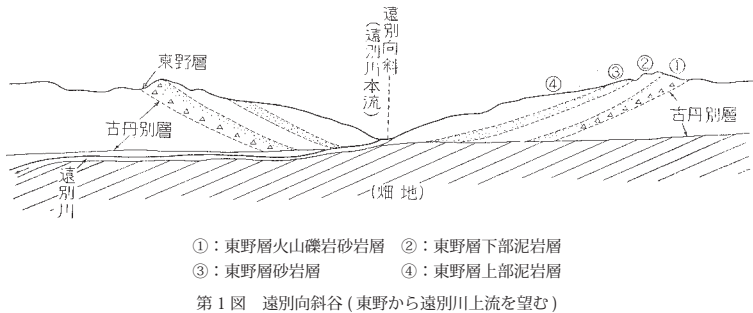 遠別向斜
(遠別川本流)
東野層
古丹別層
① ② ③ ④
古丹別層
遠別川
(畑 地)
①：東野層火山礫岩砂岩層 ②：東野層下部泥岩層
③：東野層砂岩層 ④：東野層上部泥岩層
第1図 遠別向斜谷 ( 東野から遠別川上流を望む )